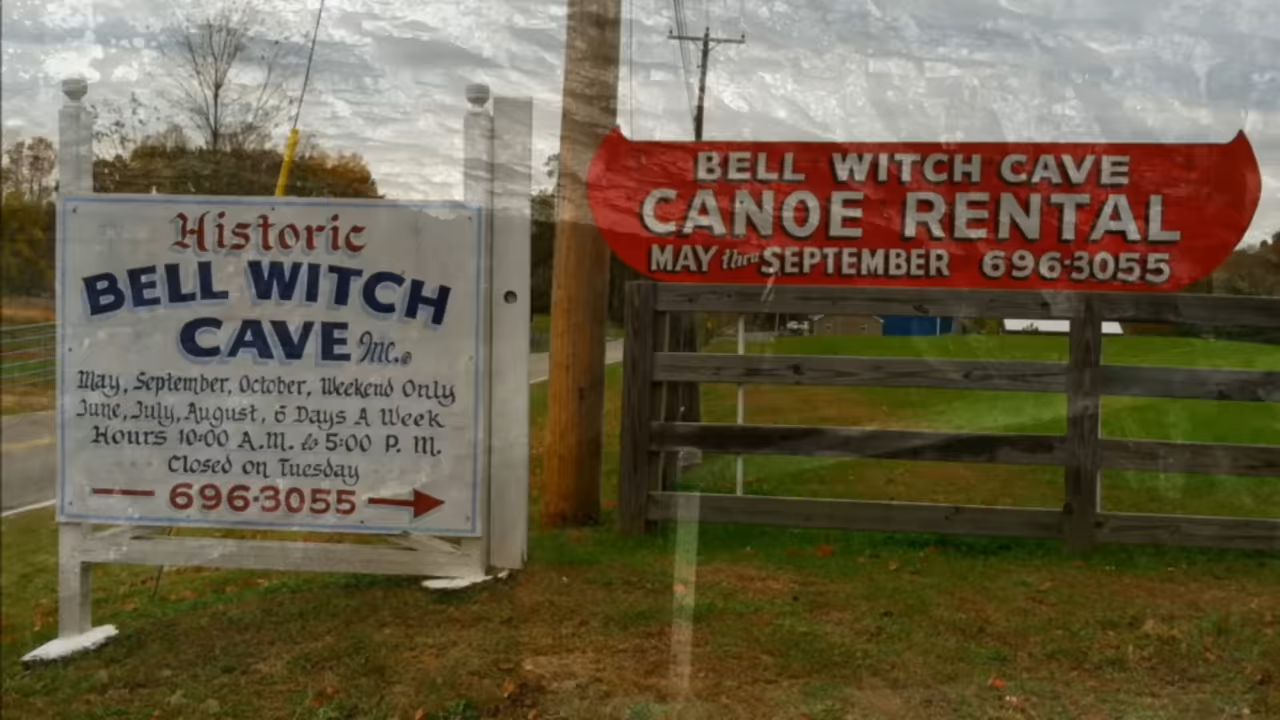 Historic
BELL WITCH
CAVE Inc.
May, September, October, Weekend Only
June, July, August, 6 Days A Week
Hours 10:00 A.M. to 5:00 P. M.
Closed on Tuesday
696-3055
BELL WITCH CAVE
CANOE RENTAL
MAY thru SEPTEMBER 696-3055